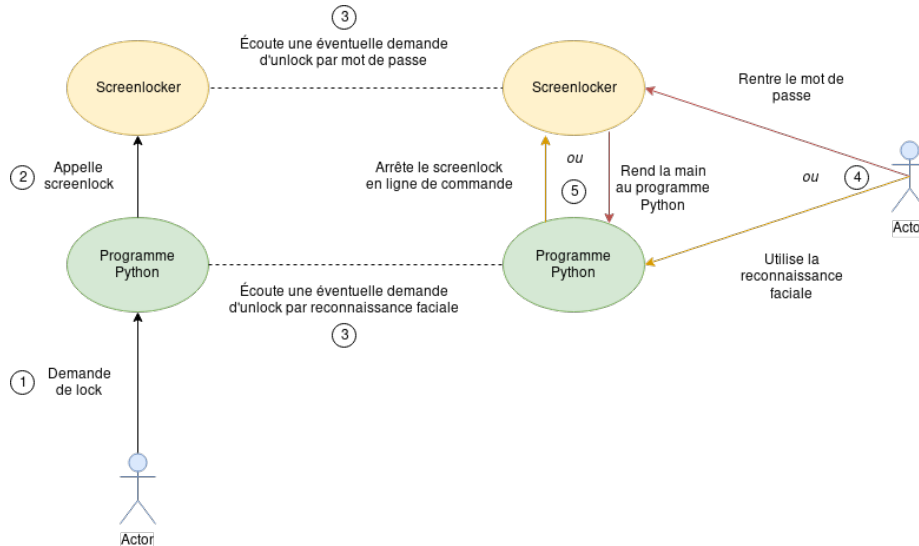 3
Écoute une éventuelle demande
d'unlock par mot de passe
Screenlocker
Screenlocker
Rentre le mot de
passe
2
Appelle
screenlock
Arrête le screenlock
en ligne de commande
ou
5
Rend la main
au programme
Python
ou
4
Actor
Programme
Python
Programme
Python
Écoute une éventuelle demande
d'unlock par reconnaissance faciale
3
Utilise la
reconnaissance
faciale
1
Demande
de lock
Actor